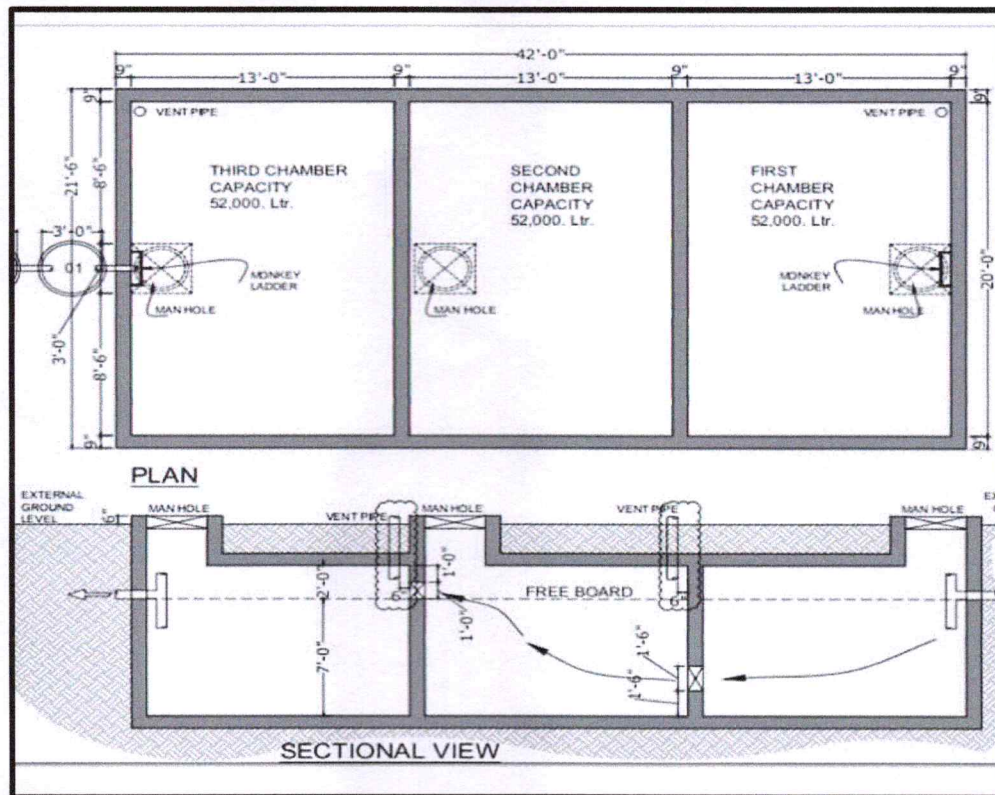 42'-0"
9" 13'-0" 9" 13'-0" 9" 13'-0" 9"
9"
9"
VENT PIPE
VENT PIPE
21'-6"
8'-6"
THIRD CHAMBER
CAPACITY
52,000. Ltr.
SECOND
CHAMBER
CAPACITY
52,000. Ltr.
FIRST
CHAMBER
CAPACITY
52,000. Ltr.
3'-0"
01
MONKEY
LADDER
MAN HOLE
MAN HOLE
MONKEY
LADDER
MAN HOLE
20'-0"
3'-0"
8'-6"
9"
9"
PLAN
EXTERNAL
GROUND
LEVEL
6"
MAN HOLE
VENT PIPE
MAN HOLE
VENT PIPE
MAN HOLE
2'-0"
6"
1'-0"
1'-0"
FREE BOARD
6"
7'-0"
1'-6"
1'-6"
SECTIONAL VIEW